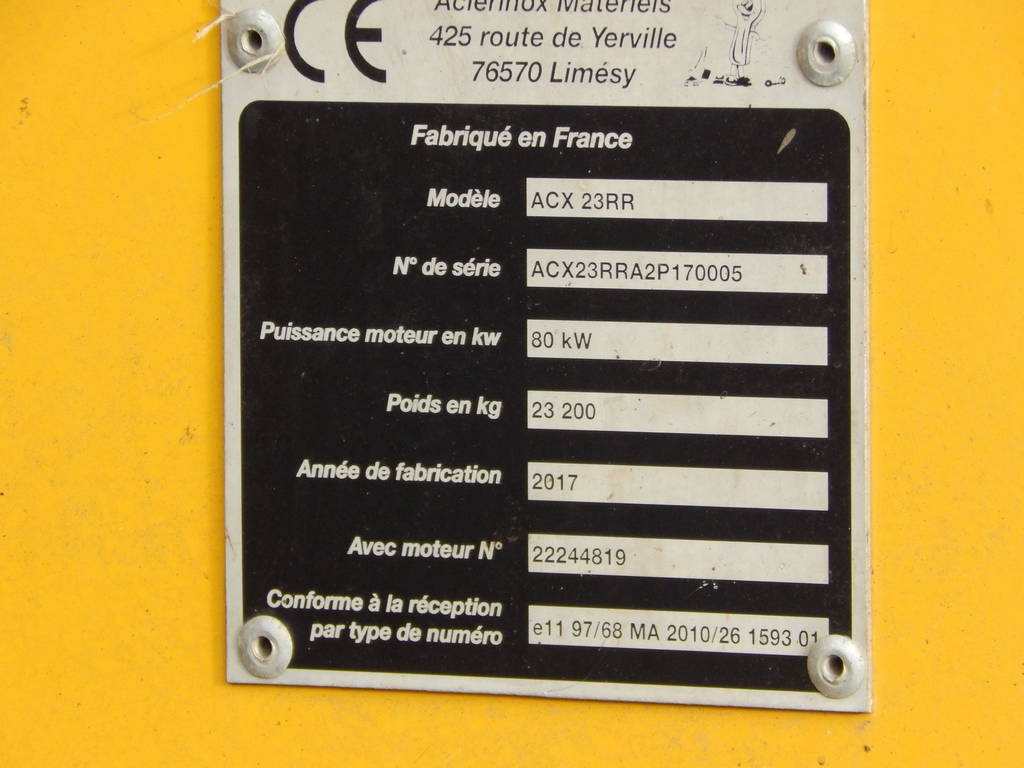 CE
Acierinox Matériels
425 route de Yerville
76570 Limésy
Fabriqué en France
Modèle ACX 23RR
N° de série ACX23RRA2P170005
Puissance moteur en kw 80 kW
Poids en kg 23 200
Année de fabrication 2017
Avec moteur N° 22244819
Conforme à la réception
par type de numéro e11 97/68 MA 2010/26 1593 01